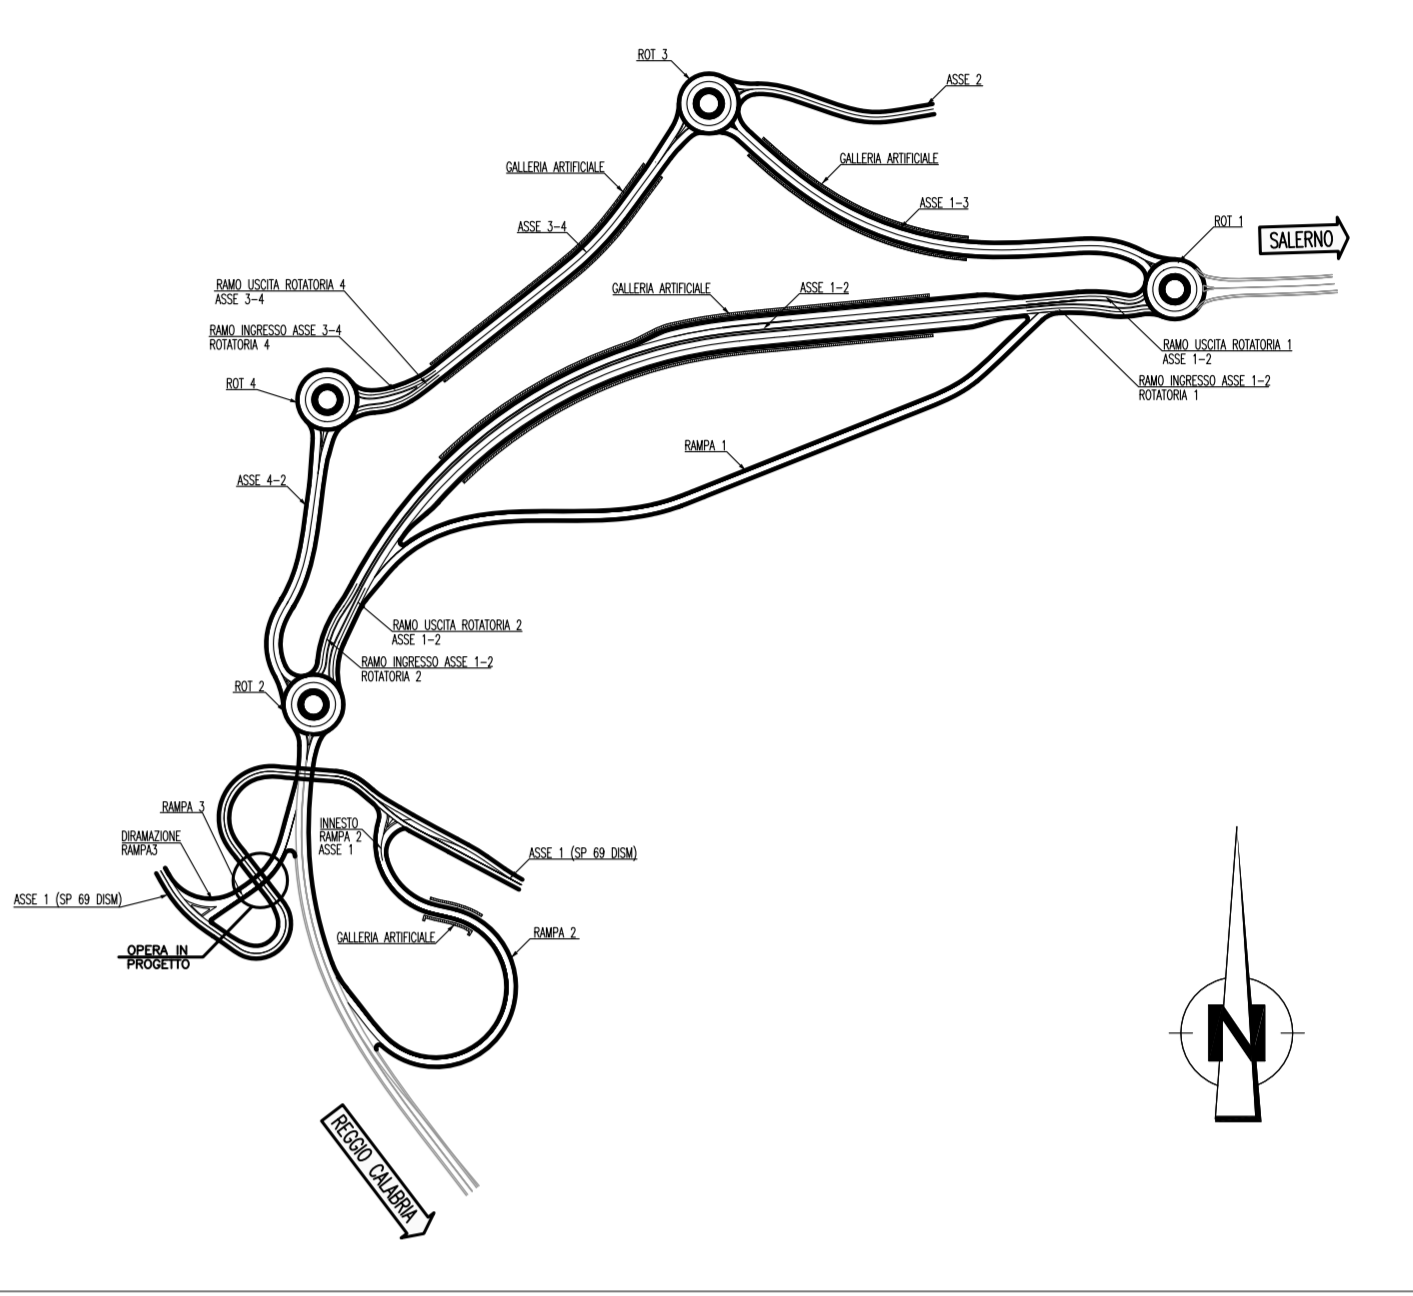 ROT 3
ASSE 2
GALLERIA ARTIFICIALE
GALLERIA ARTIFICIALE
ASSE 1-3
ROT 1
SALERNO
ASSE 3-4
RAMO USCITA ROTATORIA 4
ASSE 3-4
GALLERIA ARTIFICIALE
ASSE 1-2
RAMO INGRESSO ASSE 3-4
ROTATORIA 4
RAMO USCITA ROTATORIA 1
ASSE 1-2
ROT 4
RAMO INGRESSO ASSE 1-2
ROTATORIA 1
RAMPA 1
ASSE 4-2
RAMO USCITA ROTATORIA 2
ASSE 1-2
RAMO INGRESSO ASSE 1-2
ROTATORIA 2
ROT 2
RAMPA 3
INNESTO
RAMPA 2
ASSE 1
DIRAMAZIONE
RAMPA3
ASSE 1 (SP 69 DISM)
ASSE 1 (SP 69 DISM)
GALLERIA ARTIFICIALE
RAMPA 2
OPERA IN
PROGETTO
N
REGGIO CALABRIA